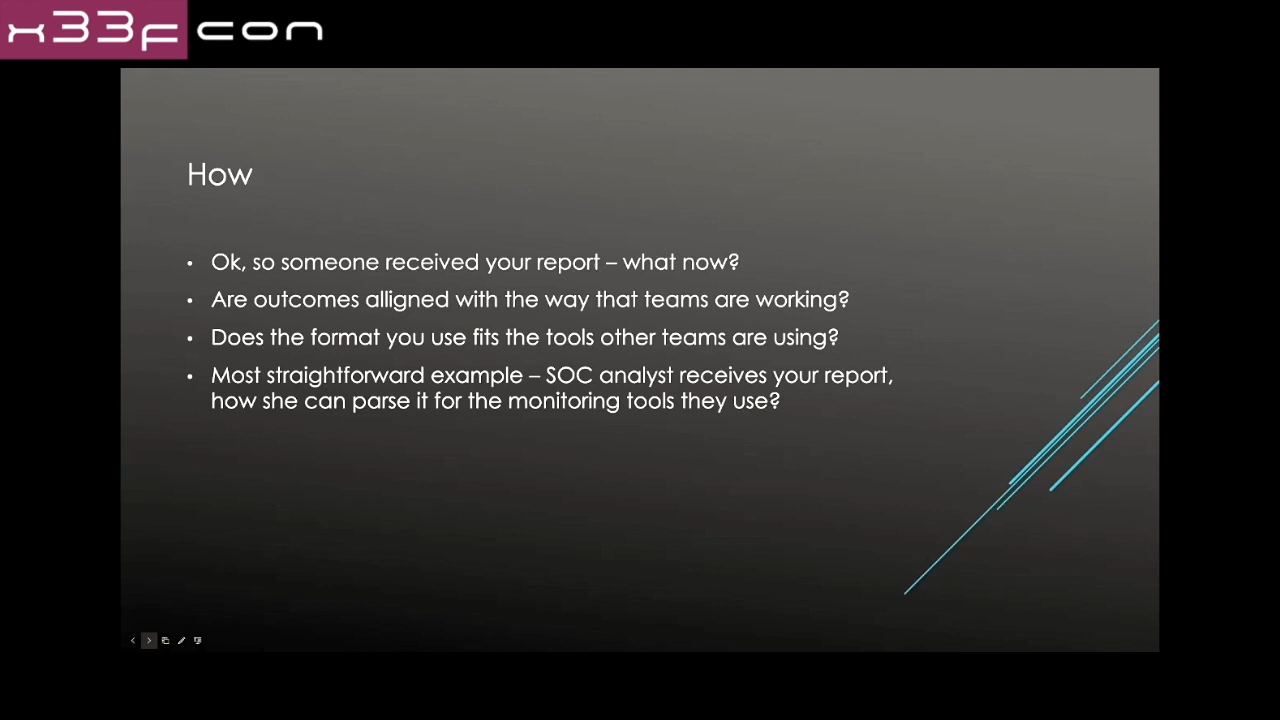 x33fcon
How
• Ok, so someone received your report – what now?
• Are outcomes alligned with the way that teams are working?
• Does the format you use fits the tools other teams are using?
• Most straightforward example – SOC analyst receives your report,
how she can parse it for the monitoring tools they use?